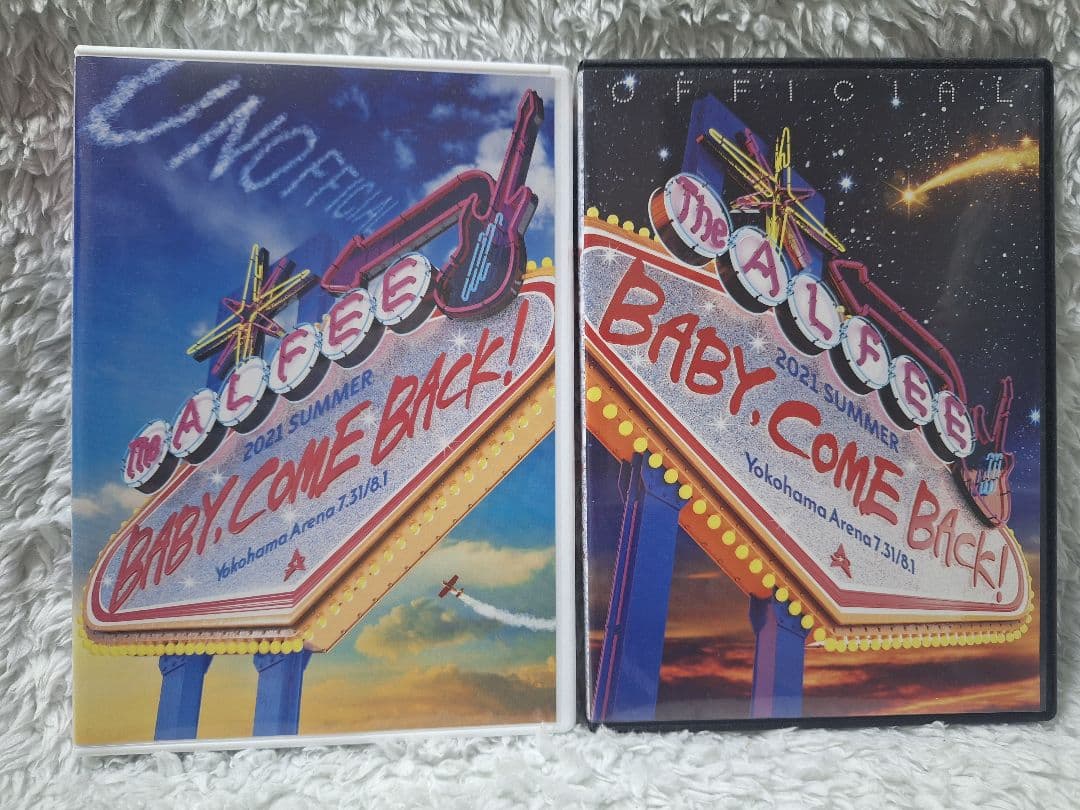 UNOFFICIAL
The ALFEE
2021 SUMMER
BABY, COME BACK!
Yokohama Arena 7.31/8.1
OFFICIAL
The ALFEE
2021 SUMMER
BABY, COME BACK!
Yokohama Arena 7.31/8.1